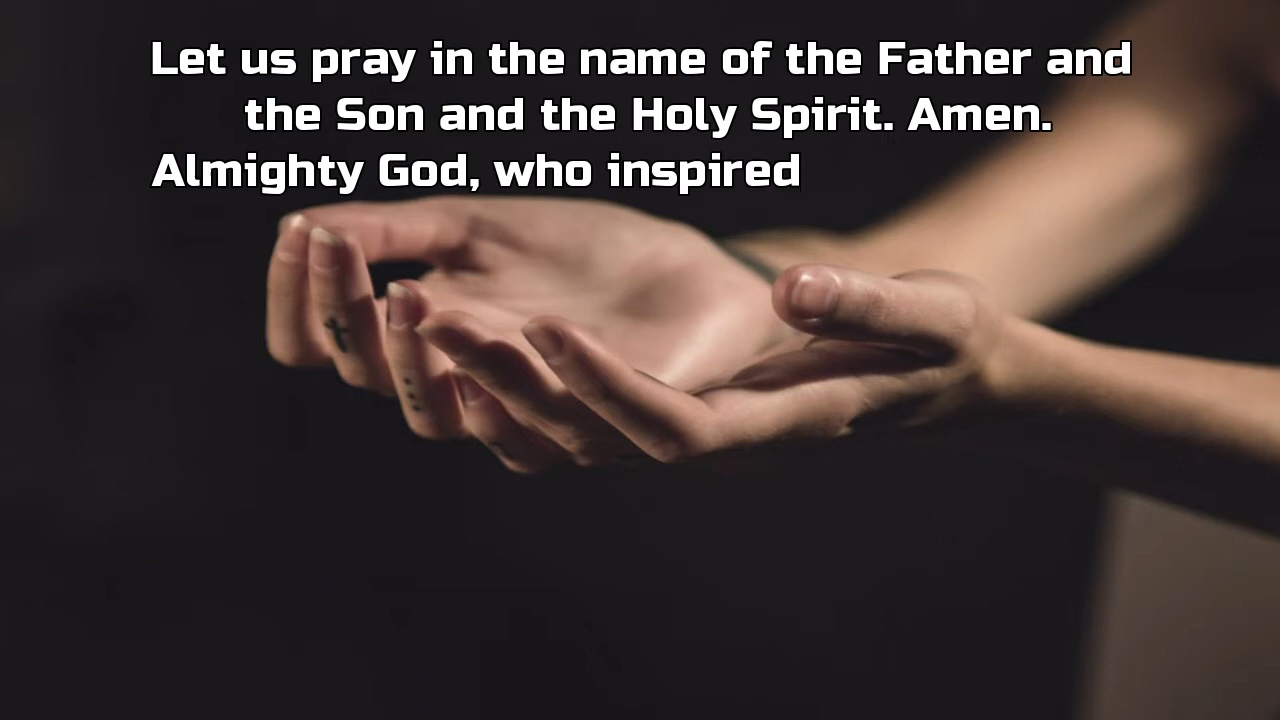 Let us pray in the name of the Father and
the Son and the Holy Spirit. Amen.
Almighty God, who inspired